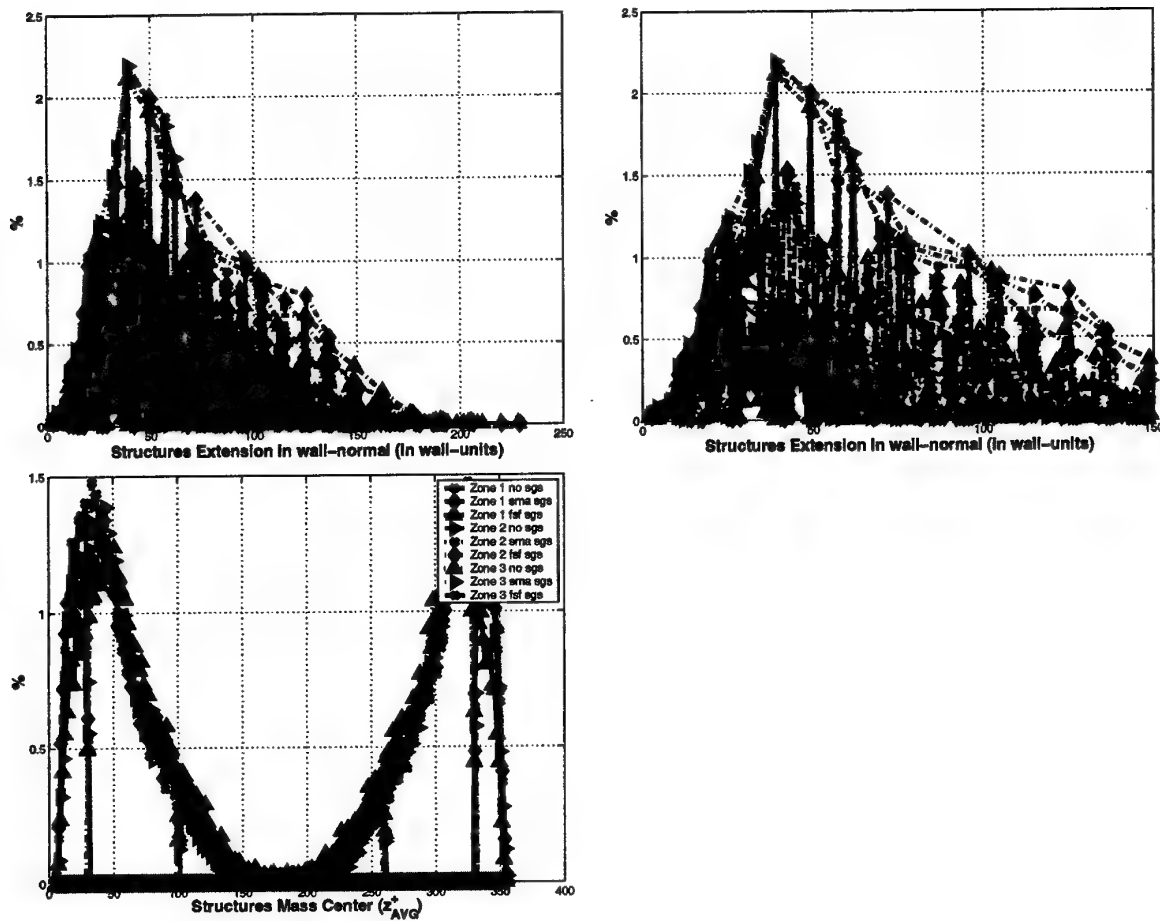 2.5
2
1.5
1
0.5
0
%
0 50 100 150 200 250
Structures Extension in wall-normal (in wall-units)
2.5
2
1.5
1
0.5
0
%
0 50 100 150
Structures Extension in wall-normal (in wall-units)
1.5
1
0.5
0
%
Zone 1 no sgs
Zone 1 sma sgs
Zone 1 fsf sgs
Zone 2 no sgs
Zone 2 sma sgs
Zone 2 fsf sgs
Zone 3 no sgs
Zone 3 sma sgs
Zone 3 fsf sgs
0 50 100 150 200 250 300 350 400
Structures Mass Center (z⁺AVG)